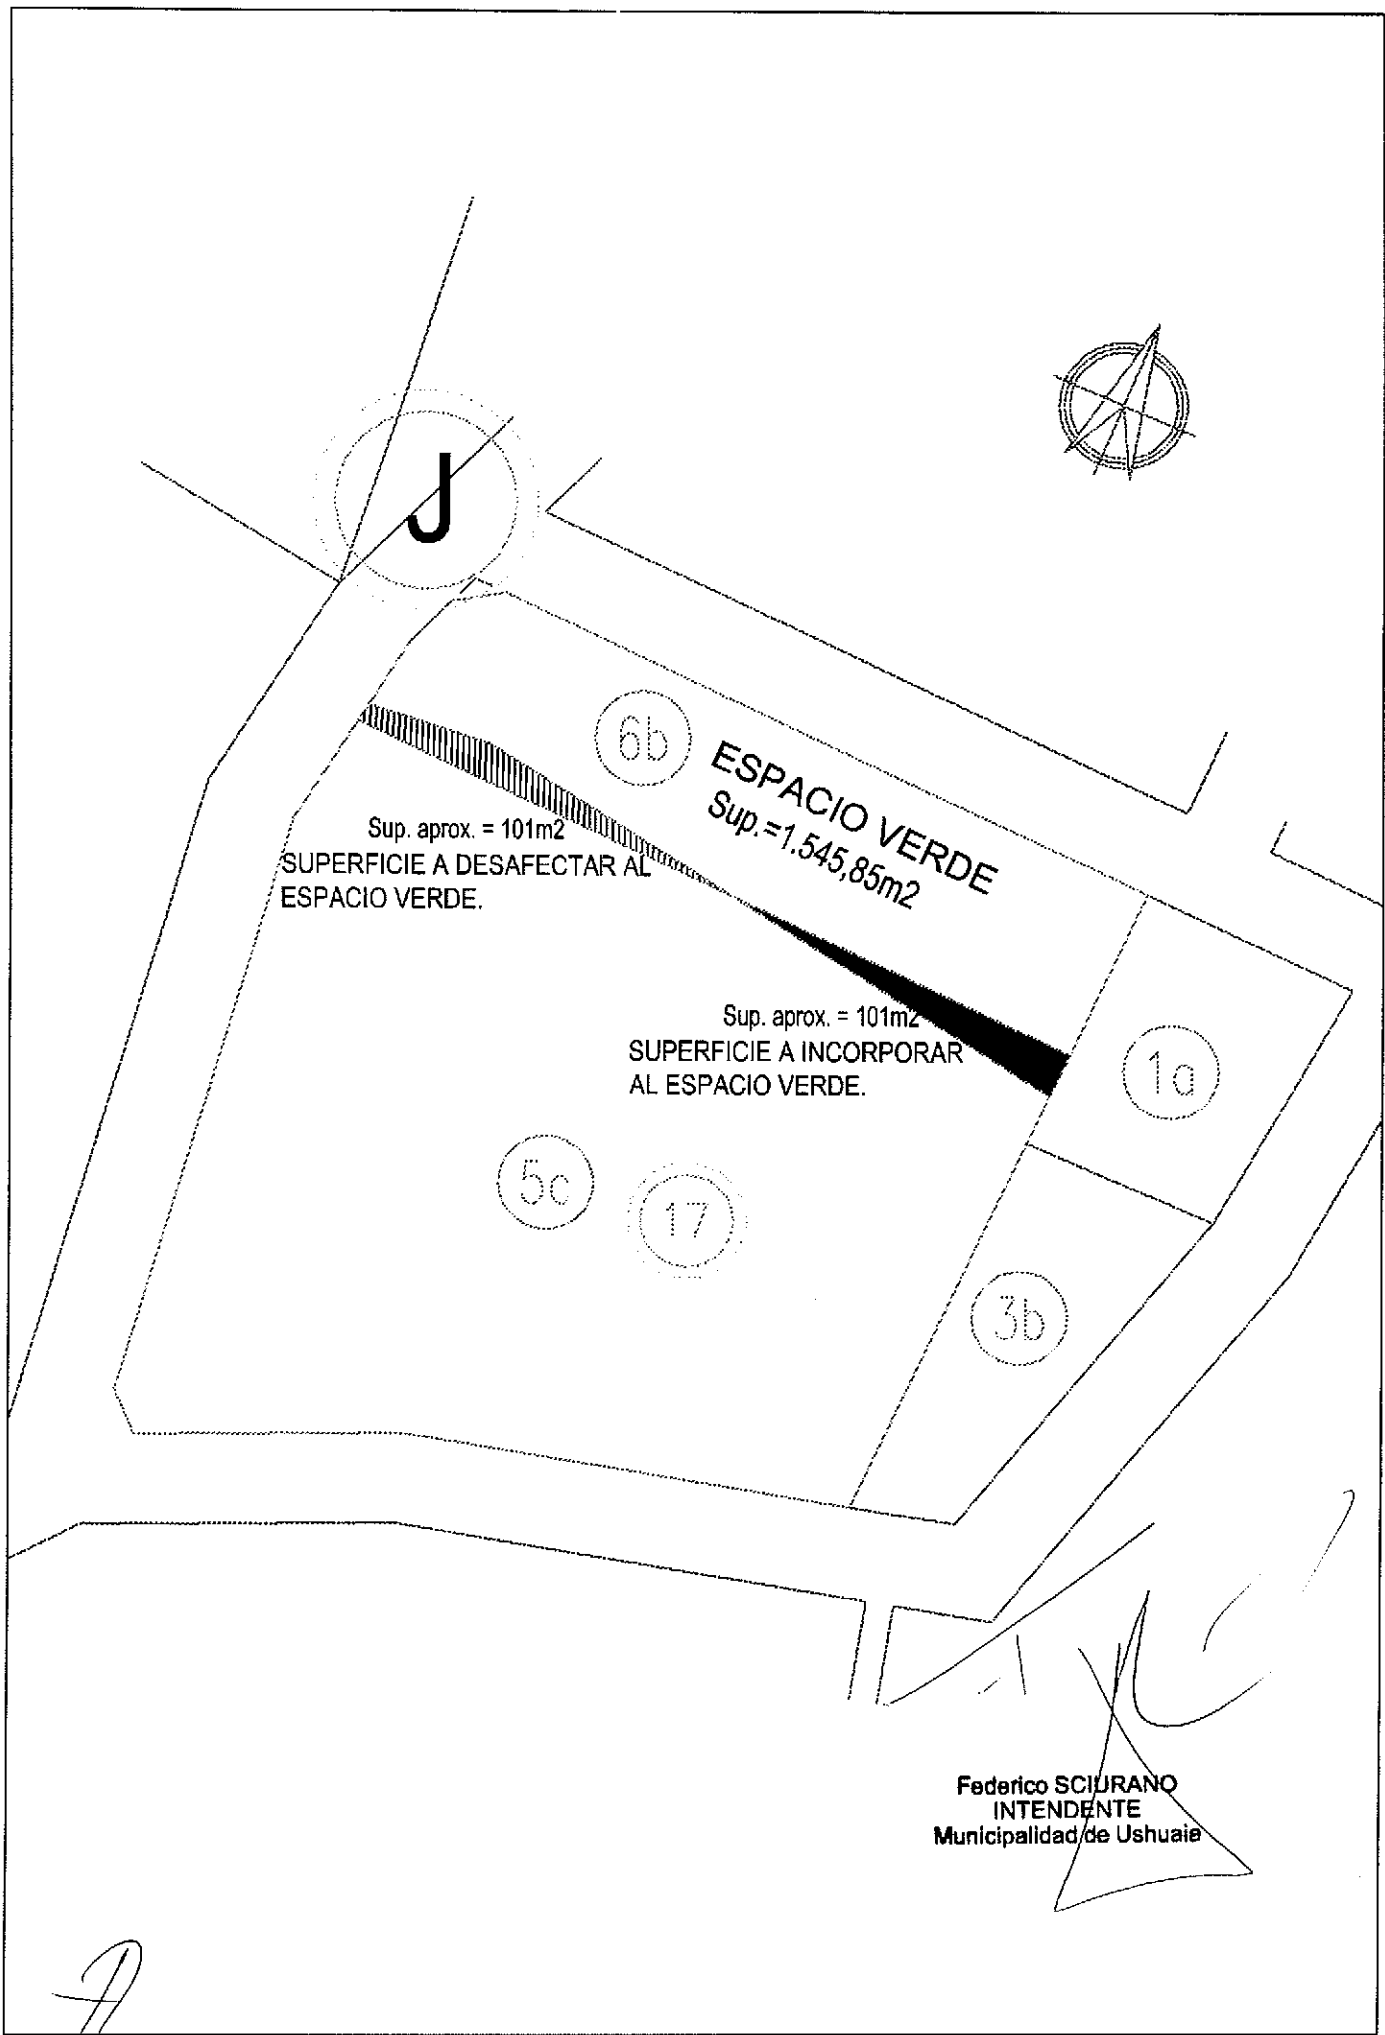 J
6b
ESPACIO VERDE
Sup.=1.545,85m2
Sup. aprox. = 101m2
SUPERFICIE A DESAFECTAR AL
ESPACIO VERDE.
Sup. aprox. = 101m2
SUPERFICIE A INCORPORAR
AL ESPACIO VERDE.
1a
5c
17
3b
Federico SCIURANO
INTENDENTE
Municipalidad de Ushuaia